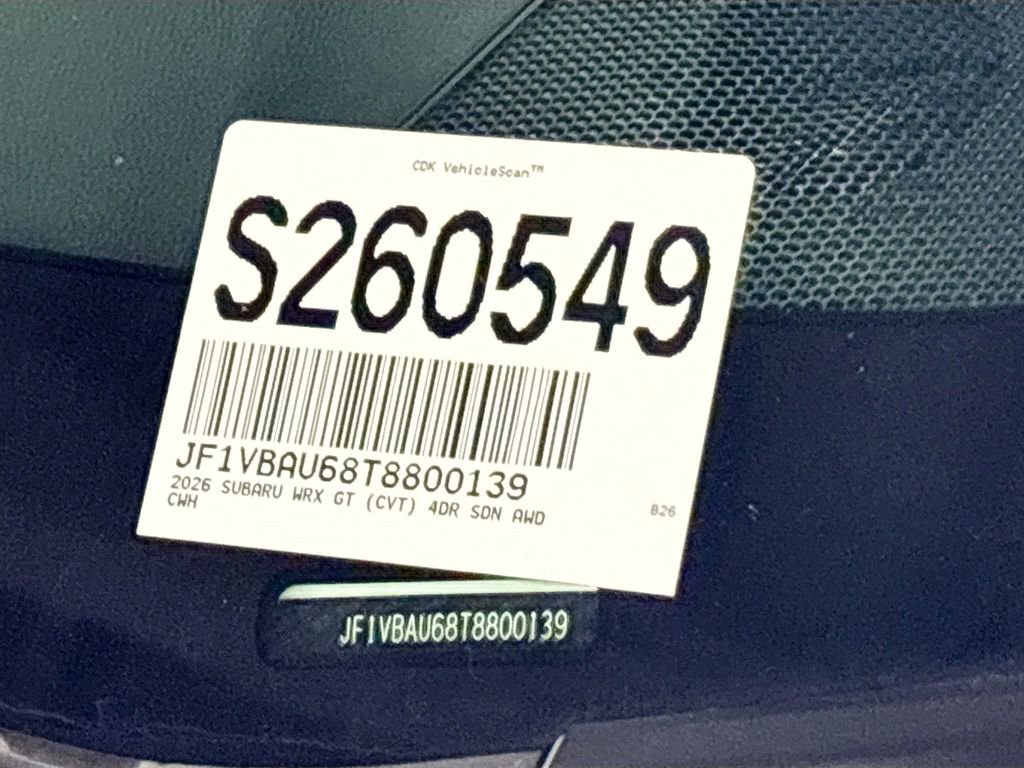 CDK VehicleScan™
S260549
JF1VBAU68T8800139
2026 SUBARU WRX GT (CVT) 4DR SDN AWD
CWH
B26
JF1VBAU68T8800139